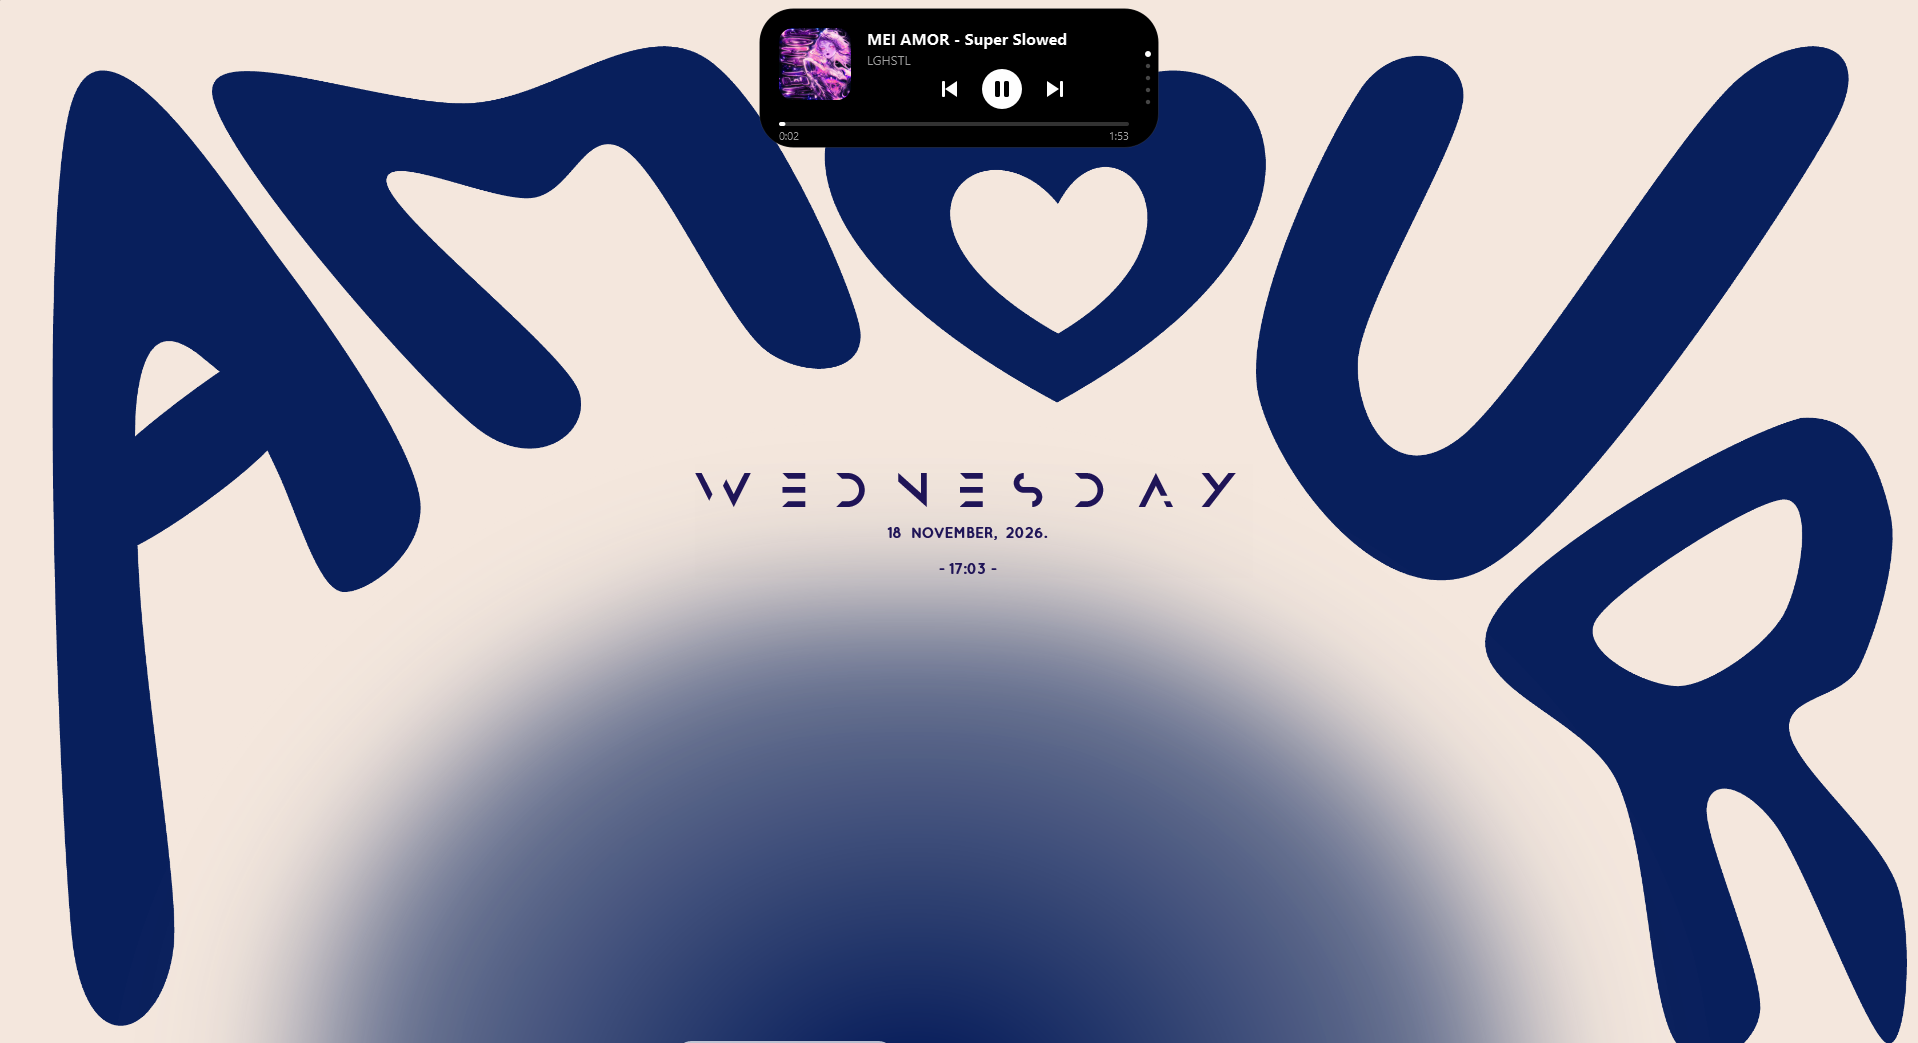 AMOUR
MEI AMOR - Super Slowed
LGHSTL
0:02 1:53
WEDNESDAY
18 NOVEMBER, 2026.
- 17:03 -